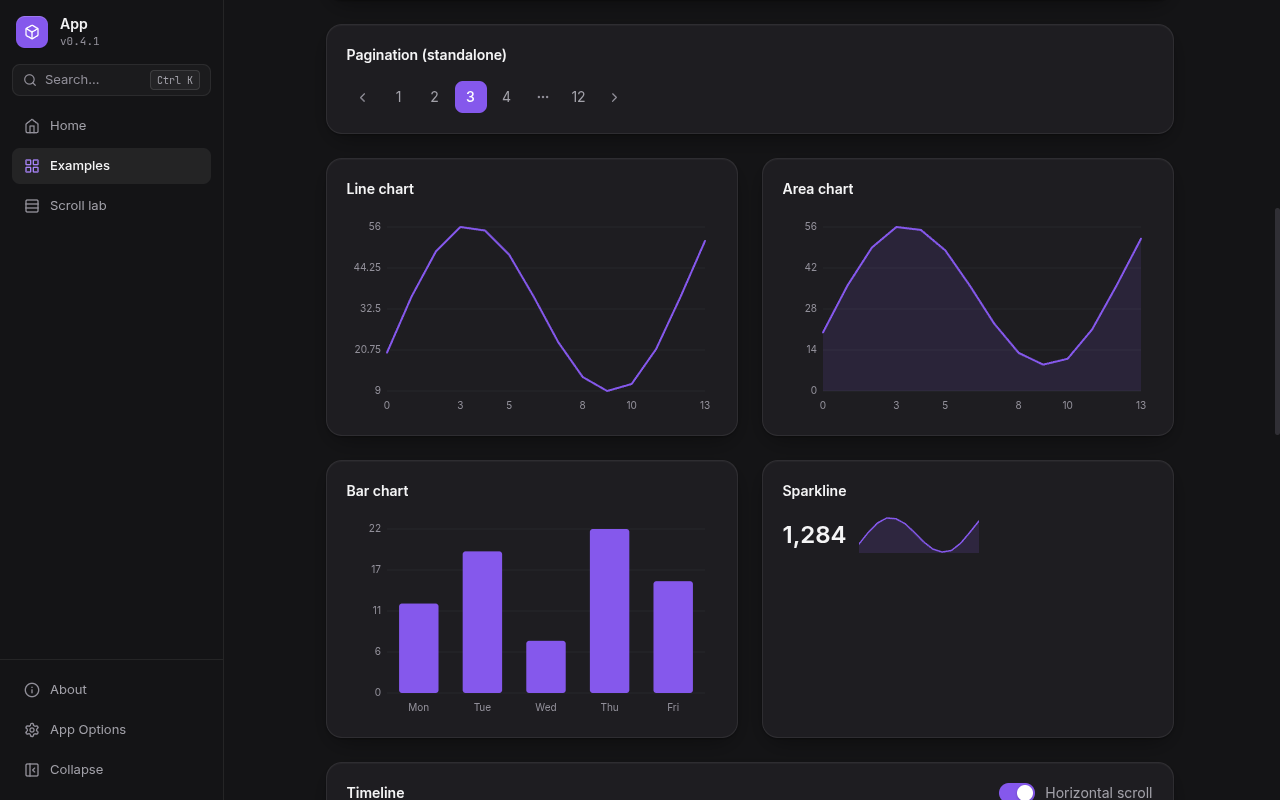 App
v0.4.1
Search...
Ctrl K
Home
Examples
Scroll lab
About
App Options
Collapse
Pagination (standalone)
1 2 3 4 ··· 12
Line chart
56
44.25
32.5
20.75
9
0 3 5 8 10 13
Area chart
56
42
28
14
0
0 3 5 8 10 13
Bar chart
22
17
11
6
0
Mon Tue Wed Thu Fri
Sparkline
1,284
Timeline
Horizontal scroll